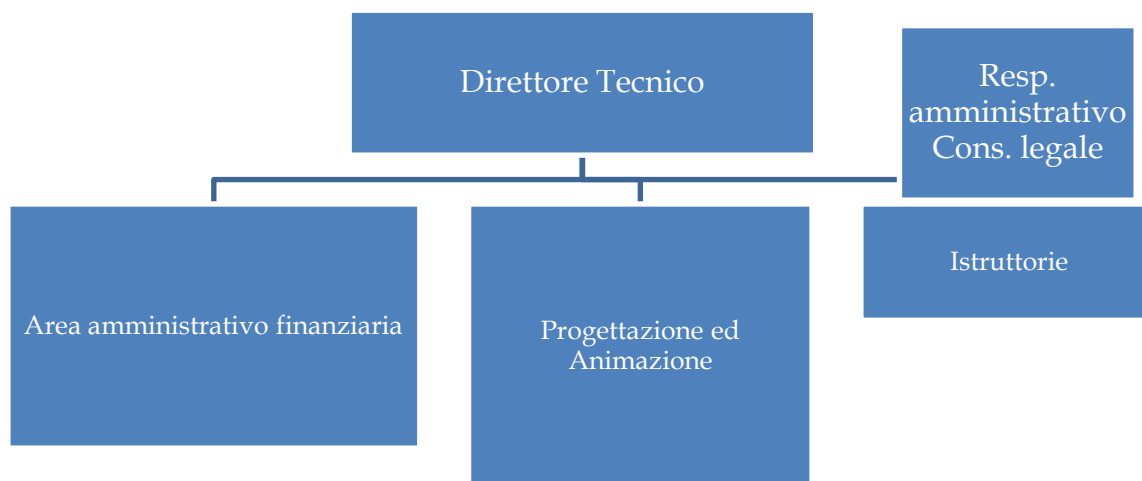 Direttore Tecnico
Resp.
amministrativo
Cons. legale
Area amministrativo finanziaria
Progettazione ed
Animazione
Istruttorie